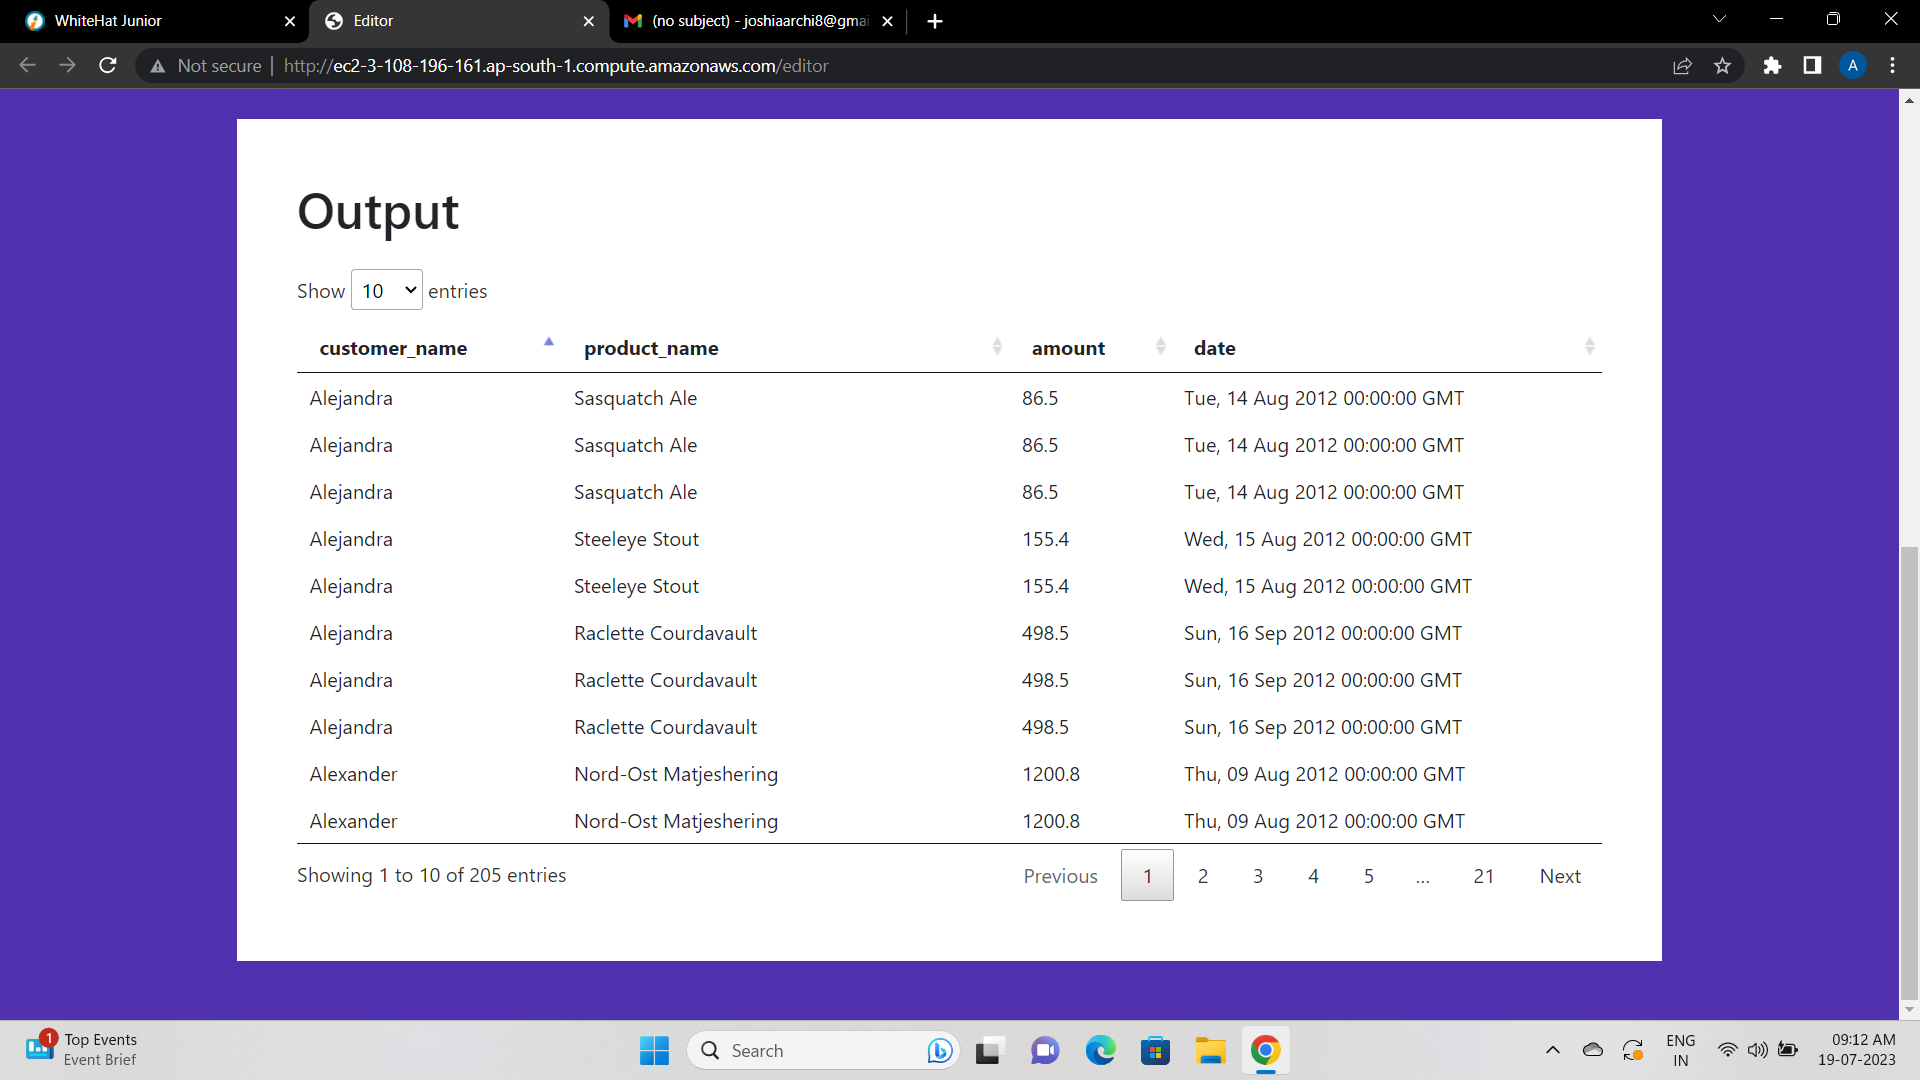 WhiteHat Junior
Editor
(no subject) - joshiaarchi8@gmai
Not secure
http://ec2-3-108-196-161.ap-south-1.compute.amazonaws.com/editor
A
Output
Show 10 entries
customer_name product_name amount date
Alejandra Sasquatch Ale 86.5 Tue, 14 Aug 2012 00:00:00 GMT
Alejandra Sasquatch Ale 86.5 Tue, 14 Aug 2012 00:00:00 GMT
Alejandra Sasquatch Ale 86.5 Tue, 14 Aug 2012 00:00:00 GMT
Alejandra Steeleye Stout 155.4 Wed, 15 Aug 2012 00:00:00 GMT
Alejandra Steeleye Stout 155.4 Wed, 15 Aug 2012 00:00:00 GMT
Alejandra Raclette Courdavault 498.5 Sun, 16 Sep 2012 00:00:00 GMT
Alejandra Raclette Courdavault 498.5 Sun, 16 Sep 2012 00:00:00 GMT
Alejandra Raclette Courdavault 498.5 Sun, 16 Sep 2012 00:00:00 GMT
Alexander Nord-Ost Matjeshering 1200.8 Thu, 09 Aug 2012 00:00:00 GMT
Alexander Nord-Ost Matjeshering 1200.8 Thu, 09 Aug 2012 00:00:00 GMT
Showing 1 to 10 of 205 entries
Previous 1 2 3 4 5 ... 21 Next
1
Top Events
Event Brief
Search
ENG
IN
09:12 AM
19-07-2023